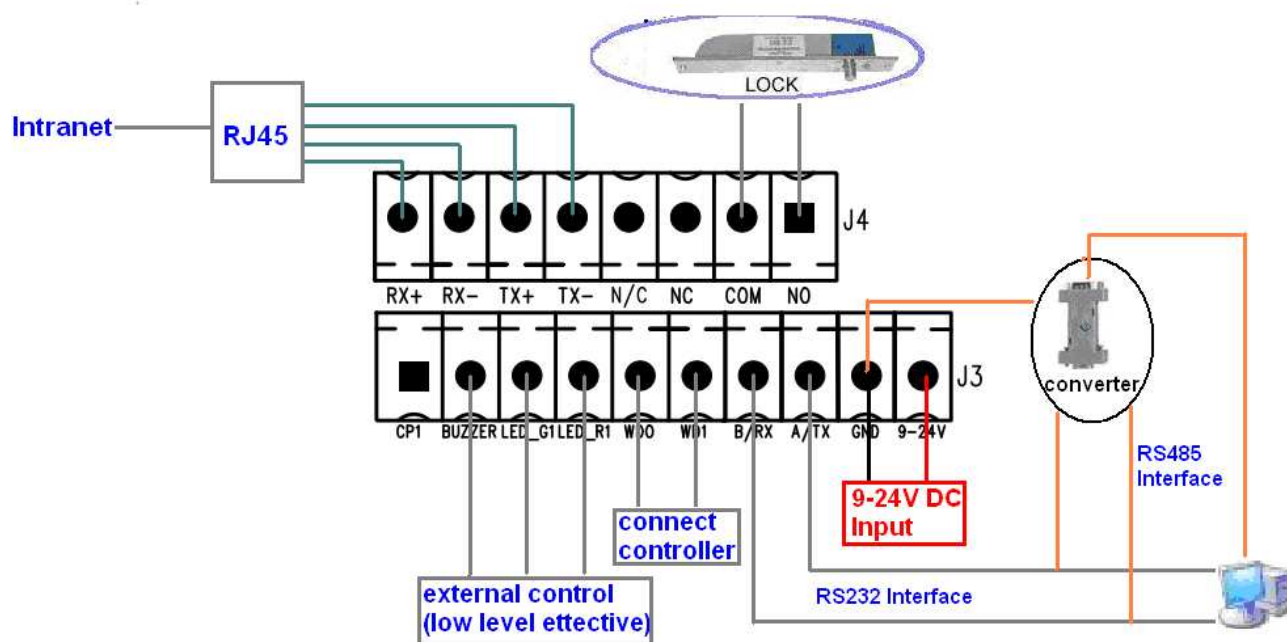 LOCK
Intranet
RJ45
J4
RX+ RX- TX+ TX- N/C NC COM NO
J3
converter
CP1 BUZZER LED_G1 LED_R1 WD0 WD1 B/RX A/TX GND 9-24V
RS485
Interface
9-24V DC
Input
connect
controller
external control
(low level ettective)
RS232 Interface